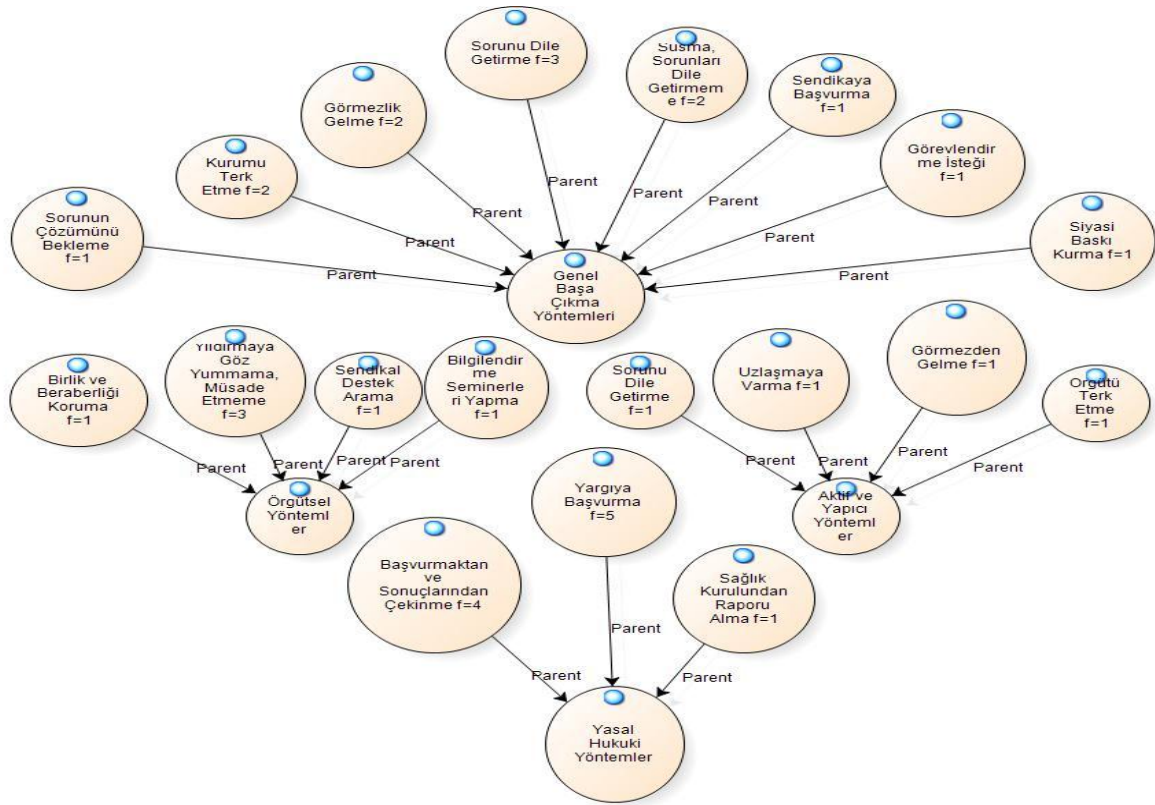 Sorunu Dile
Getirme f=3
Susma,
Sorunları
Dile
Getirmem
e f=2
Sendikaya
Başvurma
f=1
Görmezlik
Gelme f=2
Görevlendir
me İsteği
f=1
Kurumu
Terk
Etme f=2
Sorunun
Çözümünü
Bekleme
f=1
Siyasi
Baskı
Kurma f=1
Parent
Parent
Parent
Parent
Parent
Parent
Parent
Parent
Genel
Başa
Çıkma
Yöntemleri
Birlik ve
Beraberliği
Koruma
f=1
Yıldırmaya
Göz
Yummama,
Müsade
Etmeme
f=3
Sendikal
Destek
Arama
f=1
Bilgilendir
me
Seminerle
ri Yapma
f=1
Sorunu
Dile
Getirme
f=1
Uzlaşmaya
Varma f=1
Görmezden
Gelme f=1
Örgütü
Terk
Etme
f=1
Parent
Parent
Parent
Parent
Parent
Parent
Parent
Parent
Örgütsel
Yönteml
er
Aktif ve
Yapıcı
Yönteml
er
Yargıya
Başvurma
f=5
Başvurmaktan
ve
Sonuçlarından
Çekinme f=4
Sağlık
Kurulundan
Raporu
Alma f=1
Parent
Parent
Parent
Yasal
Hukuki
Yöntemler